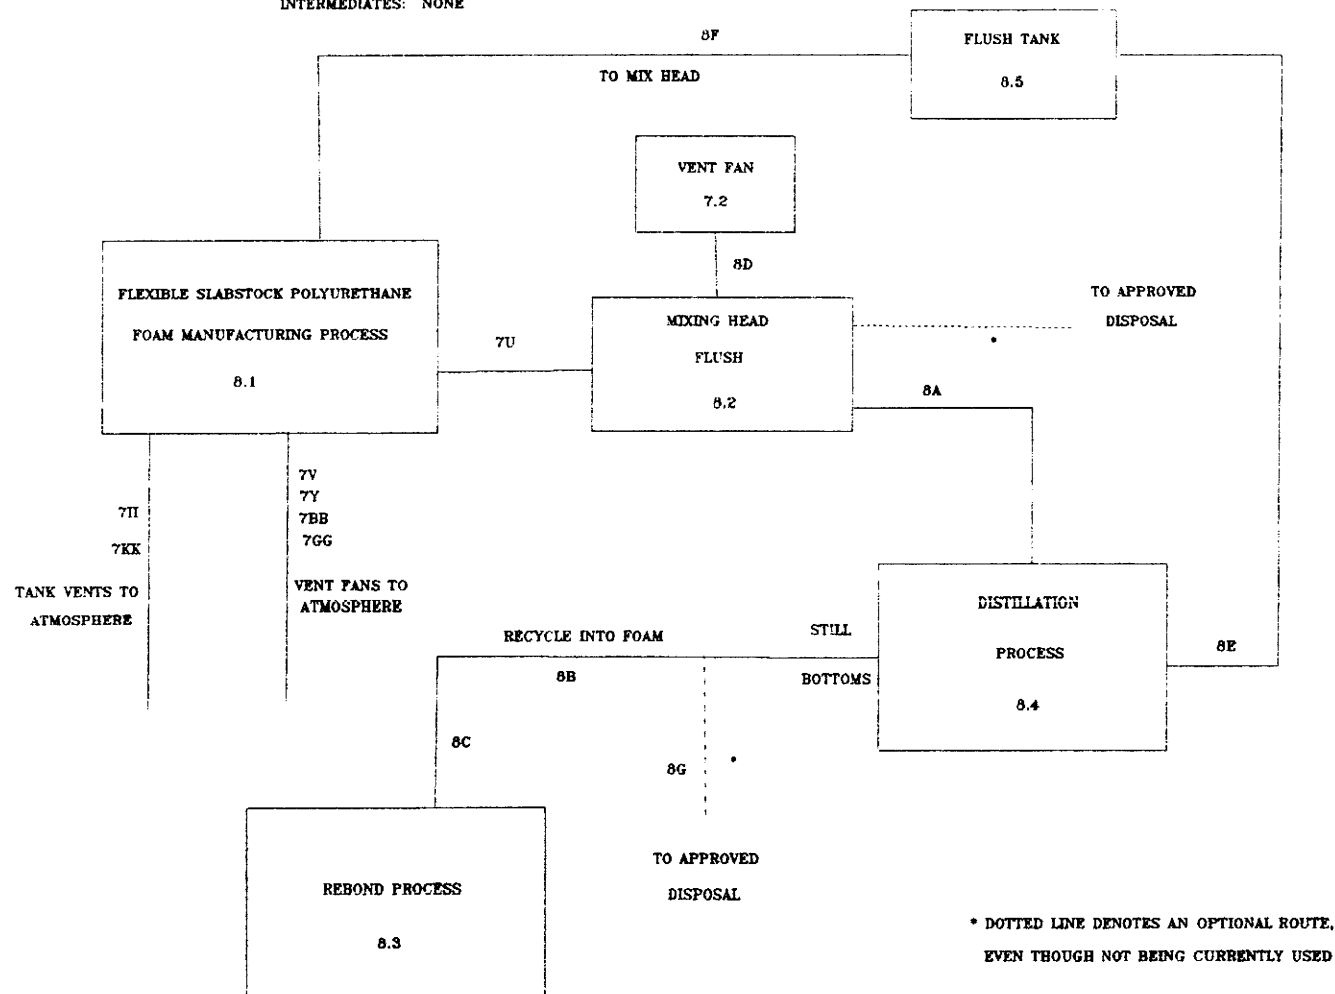 INTERMEDIATES: NONE
8F
FLUSH TANK
TO MIX HEAD
8.5
VENT FAN
7.2
8D
FLEXIBLE SLABSTOCK POLYURETHANE
FOAM MANUFACTURING PROCESS
8.1
7U
MIXING HEAD
FLUSH
8.2
TO APPROVED
DISPOSAL
*
8A
7V
7Y
7BB
7GG
7II
7KK
TANK VENTS TO
ATMOSPHERE
VENT FANS TO
ATMOSPHERE
DISTILLATION
PROCESS
8.4
8E
RECYCLE INTO FOAM
8B
STILL
BOTTOMS
8C
8G
*
TO APPROVED
DISPOSAL
REBOND PROCESS
8.3
* DOTTED LINE DENOTES AN OPTIONAL ROUTE,
EVEN THOUGH NOT BEING CURRENTLY USED